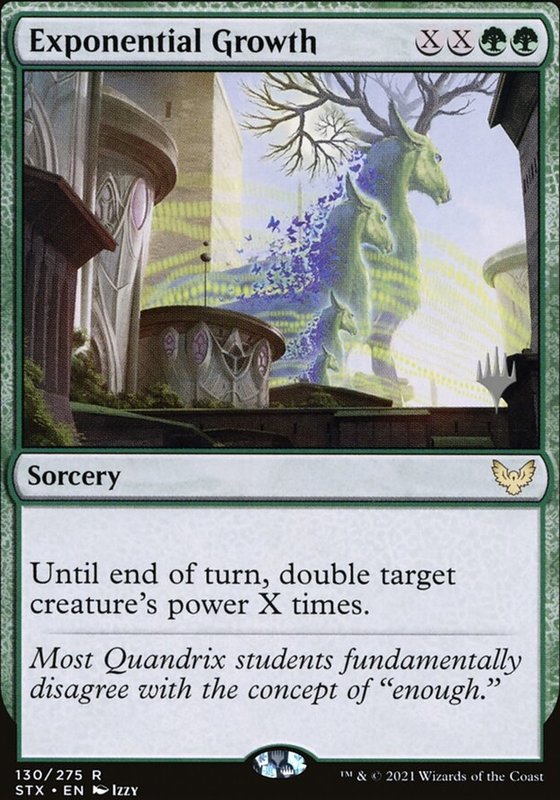 Exponential Growth XX
Sorcery
Until end of turn, double target
creature's power X times.
Most Quandrix students fundamentally
disagree with the concept of “enough.”
130/275 R
STX • EN Izzy
™ & © 2021 Wizards of the Coast